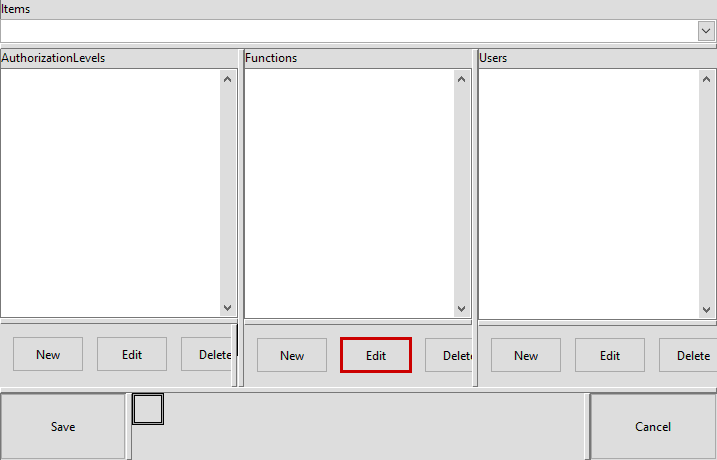 Items
AuthorizationLevels
Functions
Users
New
Edit
Delete
New
Edit
Delete
New
Edit
Delete
Save
Cancel